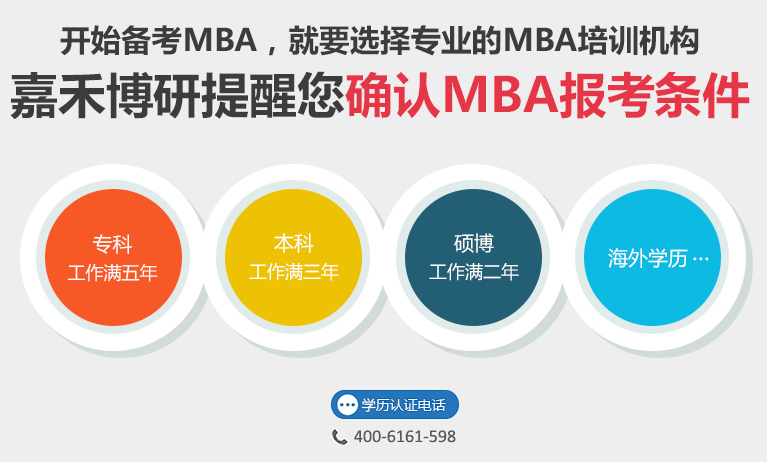 开始备考MBA，就要选择专业的MBA培训机构
嘉禾博研提醒您确认MBA报考条件
专科
工作满五年
本科
工作满三年
硕博
工作满二年
海外学历 ···
学历认证电话
400-6161-598